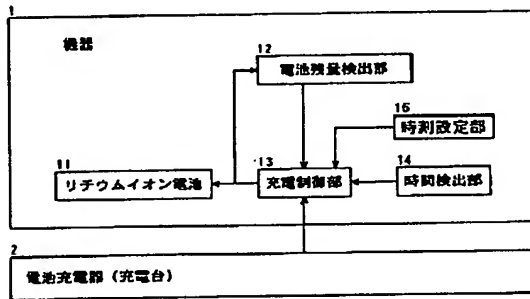 1
機器
12
電池残量検出部
16
時刻設定部
11
リチウムイオン電池
13
充電制御部
14
時間検出部
2
電池充電器(充電台)